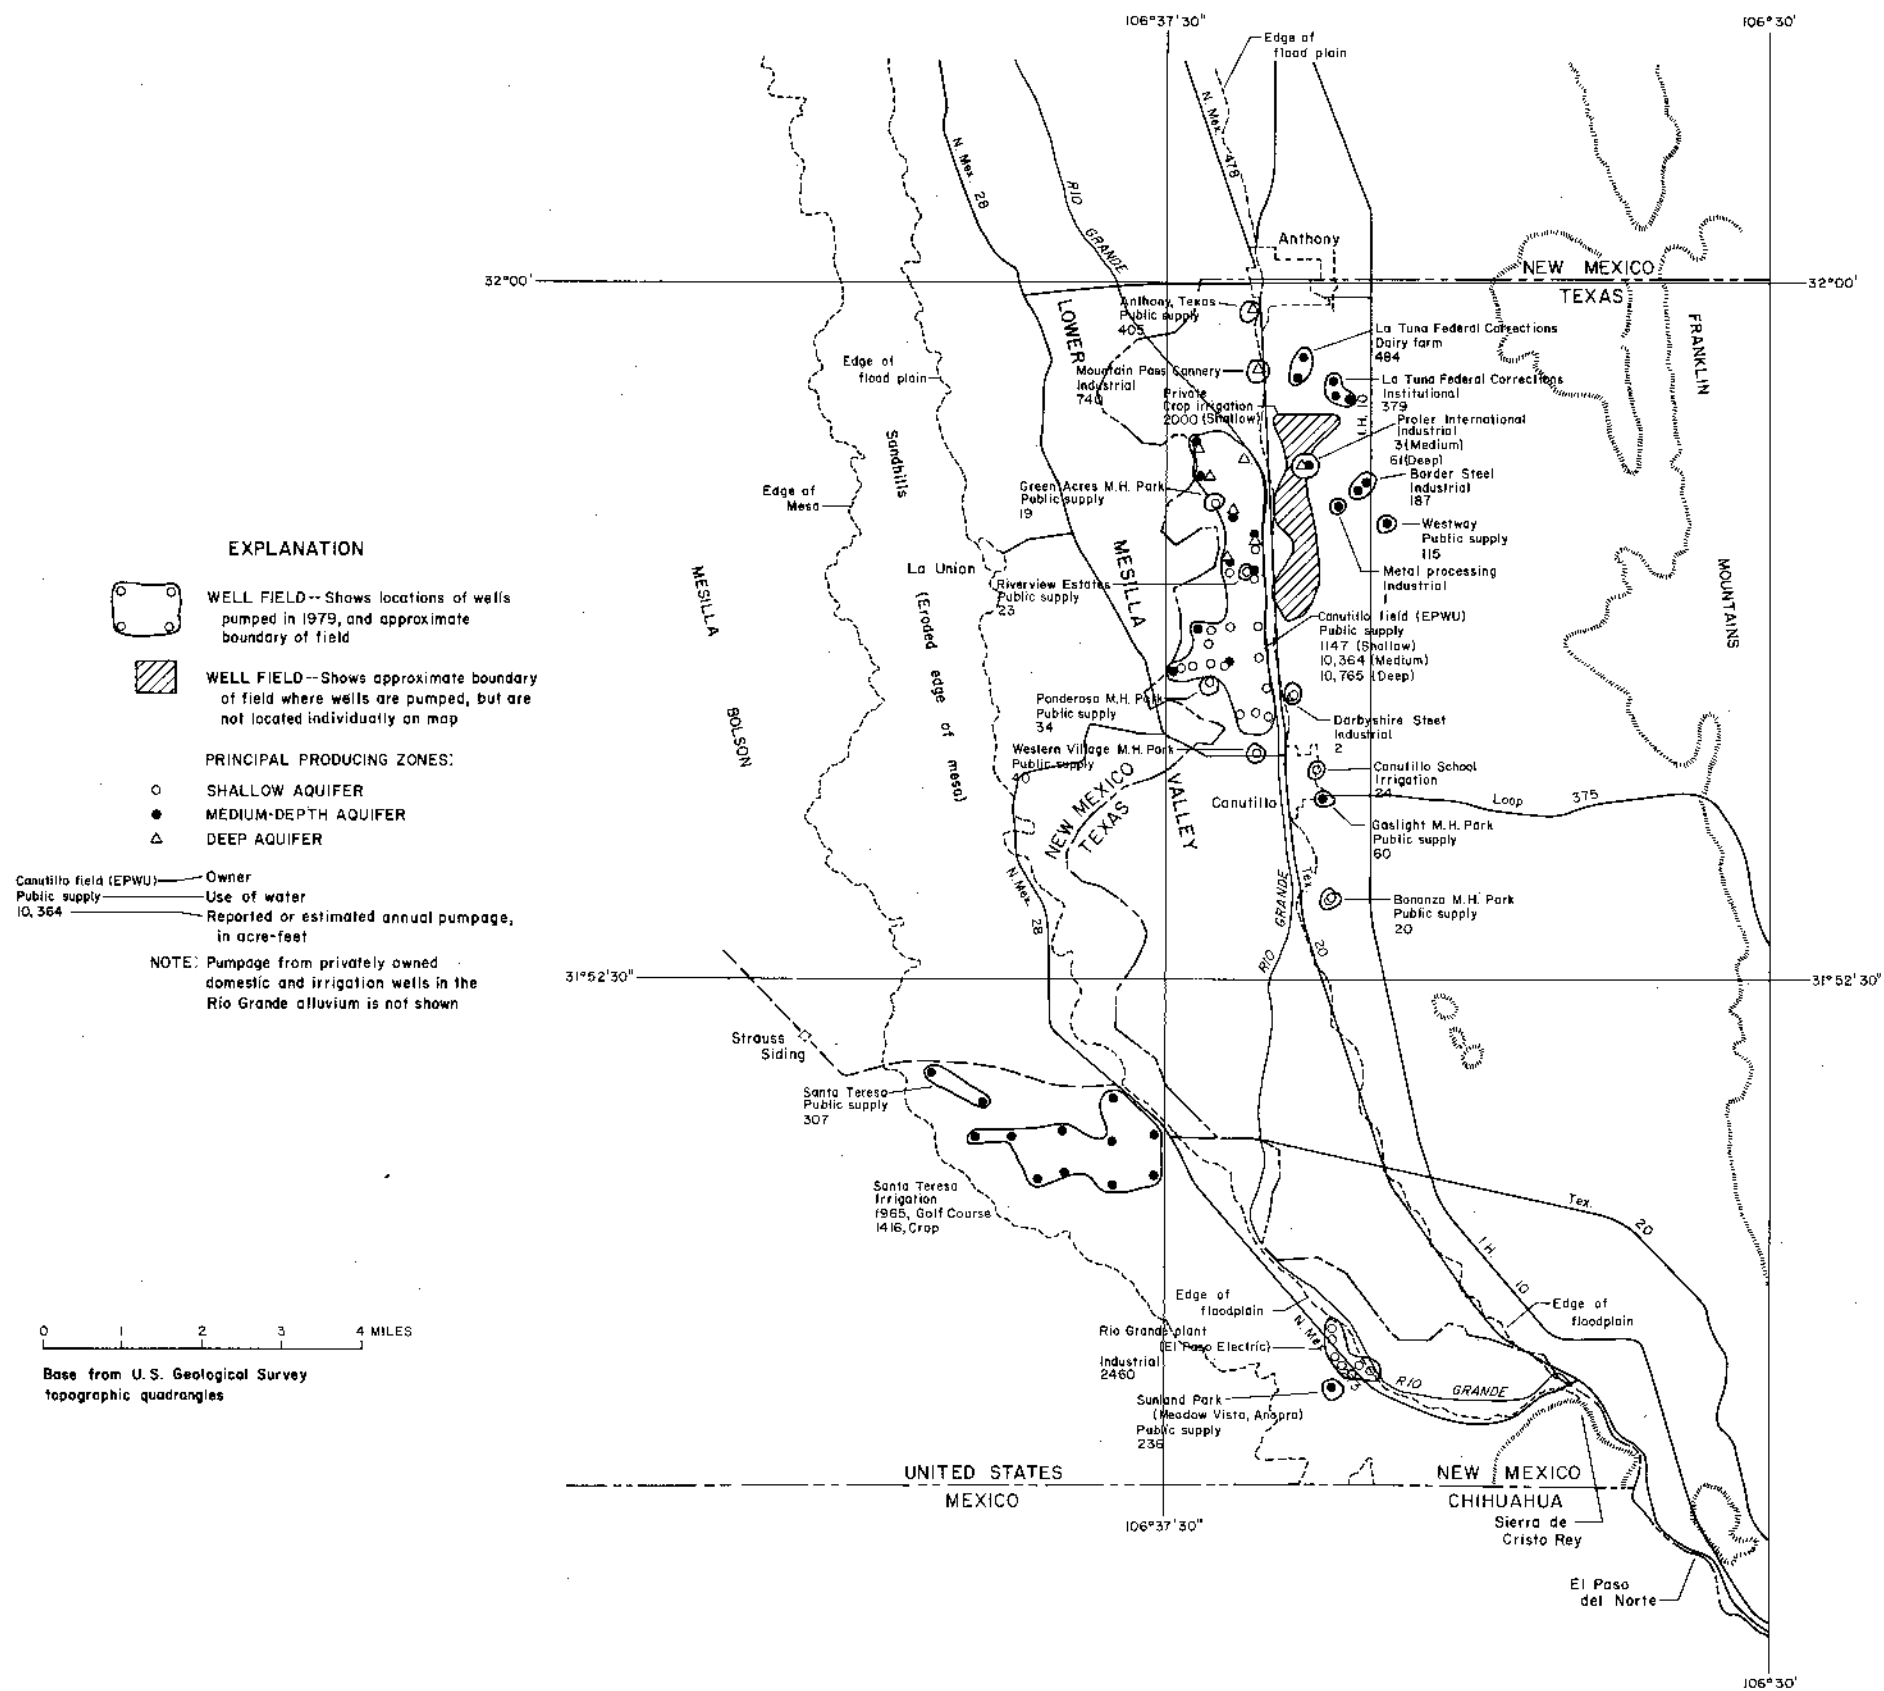 106°37'30"
106°30'
Edge of
flood plain
N. Mex. 478
N. Mex. 28
RIO
GRANDE
Anthony
32°00'
NEW MEXICO
TEXAS
32°00'
Anthony, Texas
Public supply
405
LOWER
La Tuna Federal Corrections
Dairy farm
484
FRANKLIN
Edge of
flood plain
Mountain Pass Cannery
Industrial
740
La Tuna Federal Corrections
Institutional
379
Private
Crop irrigation
2000 (Shallow)
I.H. 10
Proler International
Industrial
3 (Medium)
61 (Deep)
Sandhills
(Eroded edge of mesa)
Edge of
Mesa
Green Acres M.H. Park
Public supply
19
Border Steel
Industrial
187
Westway
Public supply
115
MESILLA
La Union
Metal processing
Industrial
1
MOUNTAINS
Riverview Estates
Public supply
23
Canutillo field (EPWU)
Public supply
1147 (Shallow)
10,364 (Medium)
10,765 (Deep)
MESILLA
BOLSON
Ponderosa M.H. Park
Public supply
34
Darbyshire Steel
Industrial
2
Western Village M.H. Park
Public supply
40
Canutillo School
Irrigation
24
NEW MEXICO
TEXAS
VALLEY
Canutillo
Loop 375
Gaslight M.H. Park
Public supply
60
N. Mex. 28
RIO GRANDE
Tex. 20
Bonanza M.H. Park
Public supply
20
EXPLANATION
WELL FIELD--Shows locations of wells
pumped in 1979, and approximate
boundary of field
WELL FIELD--Shows approximate boundary
of field where wells are pumped, but are
not located individually on map
PRINCIPAL PRODUCING ZONES:
SHALLOW AQUIFER
MEDIUM-DEPTH AQUIFER
DEEP AQUIFER
Canutillo field (EPWU) Owner
Public supply Use of water
10,364 Reported or estimated annual pumpage,
in acre-feet
NOTE: Pumpage from privately owned
domestic and irrigation wells in the
Rio Grande alluvium is not shown
31°52'30"
31°52'30"
Strauss
Siding
Santa Teresa
Public supply
307
Santa Teresa
Irrigation
1965, Golf Course
1416, Crop
Tex. 20
I.H. 10
Edge of
floodplain
Edge of
floodplain
N. Me
Rio Grande plant
(El Paso Electric)
Industrial
2460
RIO GRANDE
Sunland Park
(Meadow Vista, Anapra)
Public supply
236
0 1 2 3 4 MILES
Base from U.S. Geological Survey
topographic quadrangles
UNITED STATES
MEXICO
NEW MEXICO
CHIHUAHUA
106°37'30"
Sierra de
Cristo Rey
El Paso
del Norte
106°30'